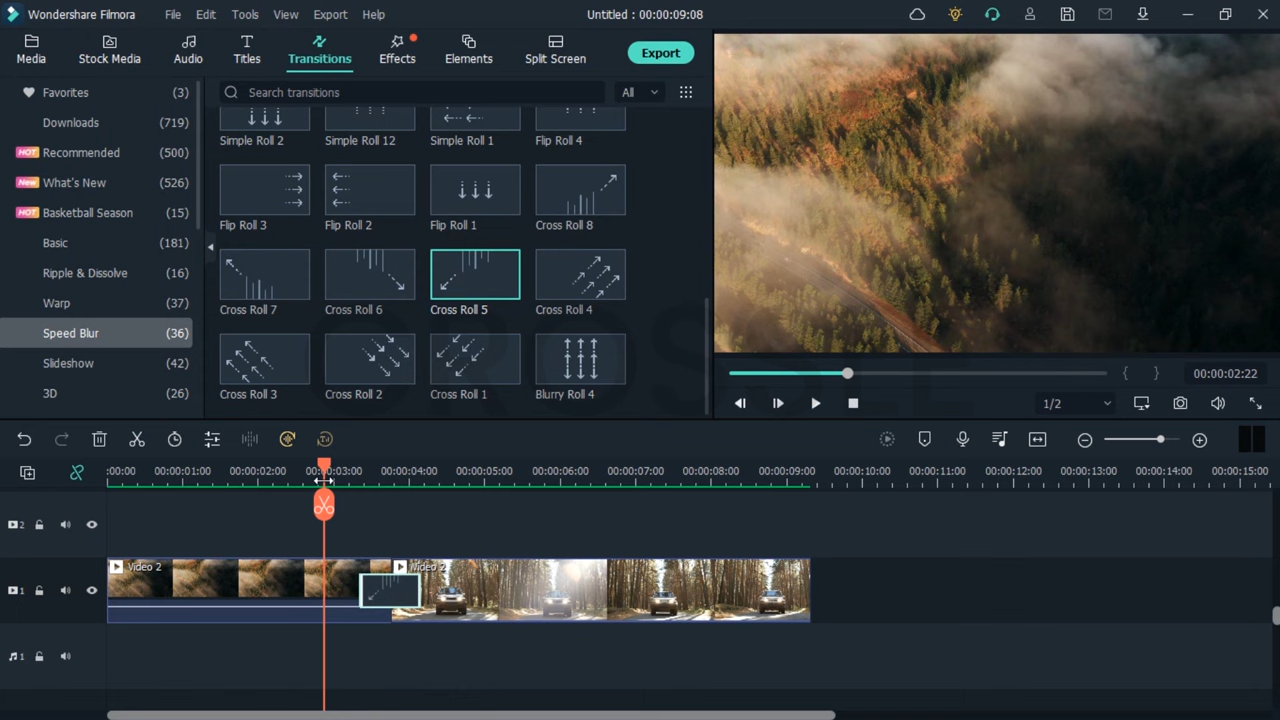 Wondershare Filmora File Edit Tools View Export Help Untitled : 00:00:09:08
Media Stock Media Audio Titles Transitions Effects Elements Split Screen Export
Favorites (3)
Downloads (719)
HOT Recommended (500)
New What's New (526)
HOT Basketball Season (15)
Basic (181)
Ripple & Dissolve (16)
Warp (37)
Speed Blur (36)
Slideshow (42)
3D (26)
Search transitions All
Simple Roll 2 Simple Roll 12 Simple Roll 1 Flip Roll 4
Flip Roll 3 Flip Roll 2 Flip Roll 1 Cross Roll 8
Cross Roll 7 Cross Roll 6 Cross Roll 5 Cross Roll 4
Cross Roll 3 Cross Roll 2 Cross Roll 1 Blurry Roll 4
00:00:02:22
1/2
:00:00 00:00:01:00 00:00:02:00 00:00:03:00 00:00:04:00 00:00:05:00 00:00:06:00 00:00:07:00 00:00:08:00 00:00:09:00 00:00:10:00 00:00:11:00 00:00:12:00 00:00:13:00 00:00:14:00 00:00:15:00
2
1 Video 2 Video 2
1